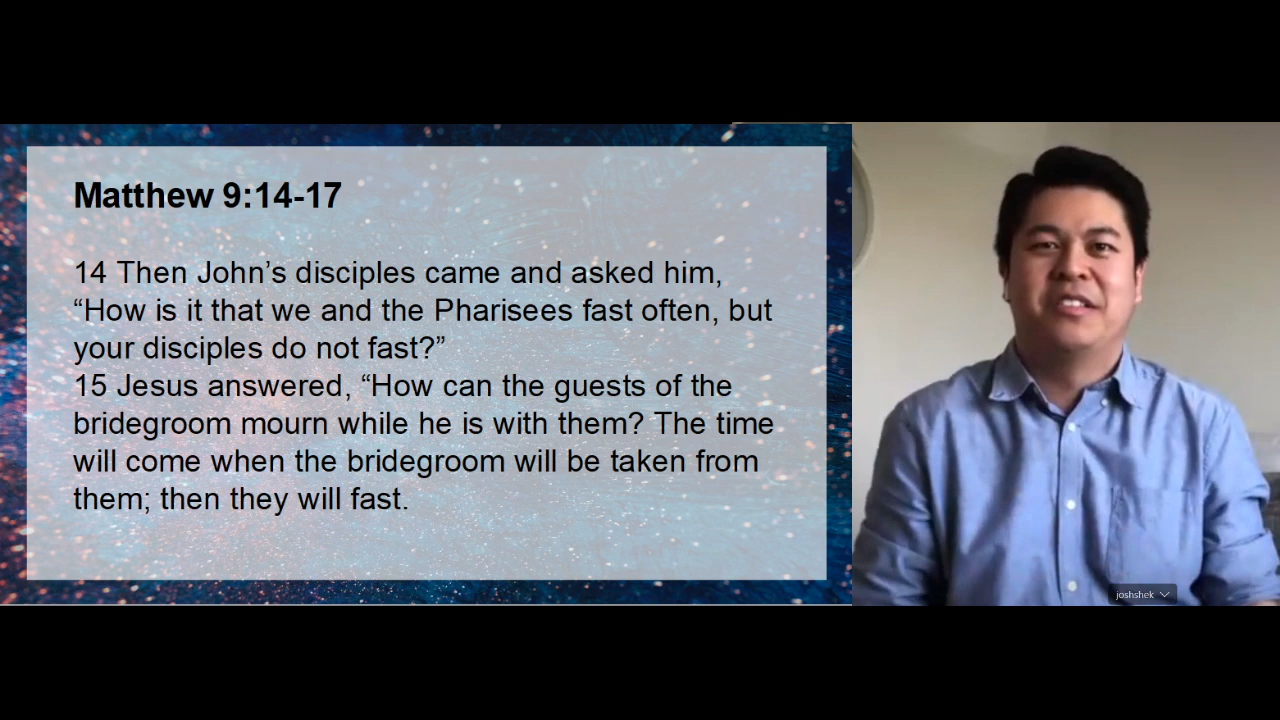 Matthew 9:14-17
14 Then John’s disciples came and asked him,
“How is it that we and the Pharisees fast often, but
your disciples do not fast?”
15 Jesus answered, “How can the guests of the
bridegroom mourn while he is with them? The time
will come when the bridegroom will be taken from
them; then they will fast.
joshshek